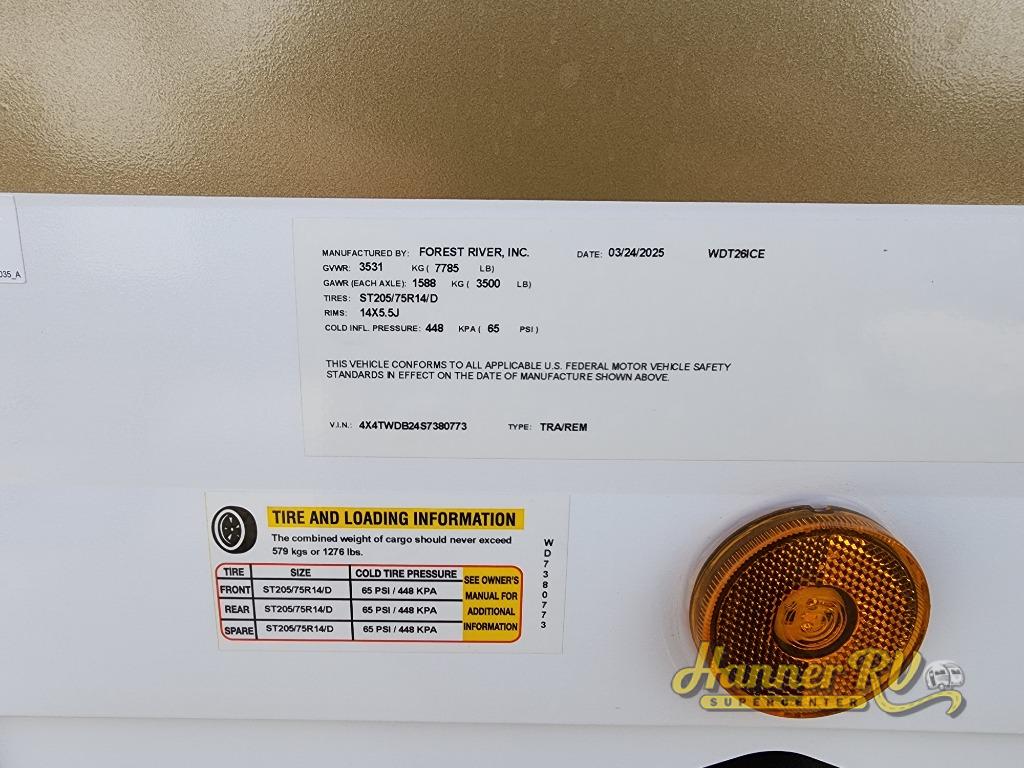 035_A
MANUFACTURED BY: FOREST RIVER, INC. DATE: 03/24/2025 WDT26ICE
GVWR: 3531 KG ( 7785 LB)
GAWR (EACH AXLE): 1588 KG ( 3500 LB)
TIRES: ST205/75R14/D
RIMS: 14X5.5J
COLD INFL. PRESSURE: 448 KPA ( 65 PSI )
THIS VEHICLE CONFORMS TO ALL APPLICABLE U.S. FEDERAL MOTOR VEHICLE SAFETY
STANDARDS IN EFFECT ON THE DATE OF MANUFACTURE SHOWN ABOVE.
V.I.N.: 4X4TWDB24S7380773 TYPE: TRA/REM
TIRE AND LOADING INFORMATION
The combined weight of cargo should never exceed
579 kgs or 1276 lbs.
TIRE SIZE COLD TIRE PRESSURE SEE OWNER'S
FRONT ST205/75R14/D 65 PSI / 448 KPA MANUAL FOR
REAR ST205/75R14/D 65 PSI / 448 KPA ADDITIONAL
SPARE ST205/75R14/D 65 PSI / 448 KPA INFORMATION
WD7380773
Hanner RV
SUPERCENTER